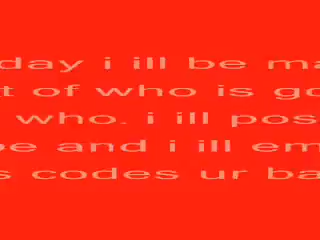 day i ill be ma
t of who is go
who. i ill pos
be and i ill em
s codes ur ba